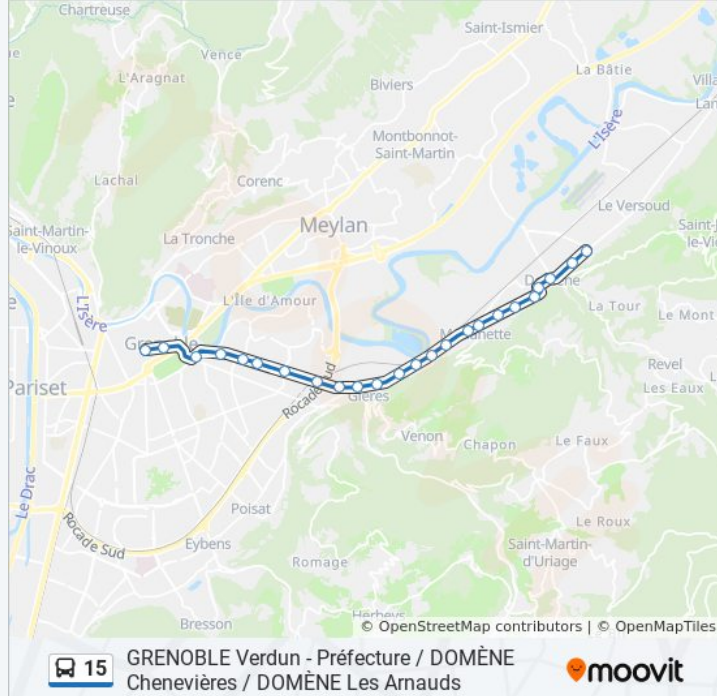 Chartreuse
Vence
L'Aragnat
Saint-Ismier
La Bâtie
Biviers
Montbonnot-
Saint-Martin
L'Isère
Lachal
Corenc
Meylan
Le Versoud
Saint-Martin-
le-Vinoux
La Tronche
L'Isère
L'Île d'Amour
La Tour
Le Mont
Pariset
Rocade Sud
Gières
Revel
Les Eaux
Venon
Chapon
Le Faux
Le Drac
Poisat
Le Roux
Rocade Sud
Eybens
Romage
Saint-Martin-
d'Uriage
Bresson
Herbeys
© OpenStreetMap contributors | © OpenMapTiles
15
GRENOBLE Verdun - Préfecture / DOMÈNE
Chenevières / DOMÈNE Les Arnauds
moovit